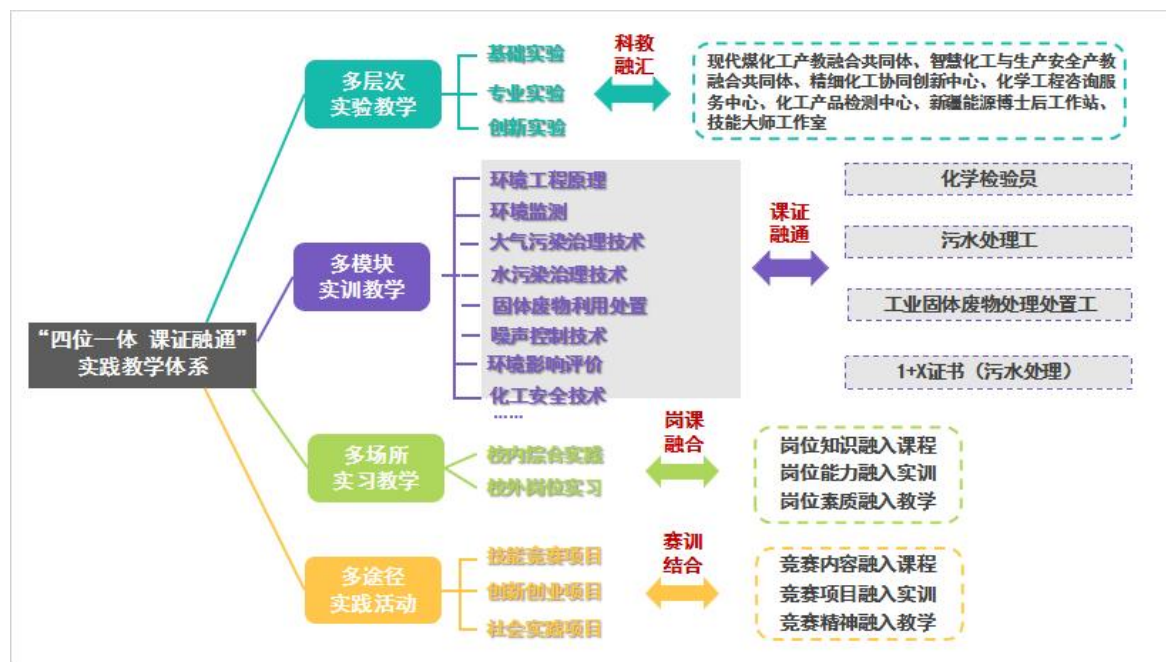 “四位一体 课证融通”
实践教学体系
多层次
实验教学
基础实验
专业实验
创新实验
科教
融汇
现代煤化工产教融合共同体、智慧化工与生产安全产教
融合共同体、精细化工协同创新中心、化学工程咨询服
务中心、化工产品检测中心、新疆能源博士后工作站、
技能大师工作室
多模块
实训教学
环境工程原理
环境监测
大气污染治理技术
水污染治理技术
固体废物利用处置
噪声控制技术
环境影响评价
化工安全技术
……
课证
融通
化学检验员
污水处理工
工业固体废物处理处置工
1+X证书（污水处理）
多场所
实习教学
校内综合实践
校外岗位实习
岗课
融合
岗位知识融入课程
岗位能力融入实训
岗位素质融入教学
多途径
实践活动
技能竞赛项目
创新创业项目
社会实践项目
赛训
结合
竞赛内容融入课程
竞赛项目融入实训
竞赛精神融入教学